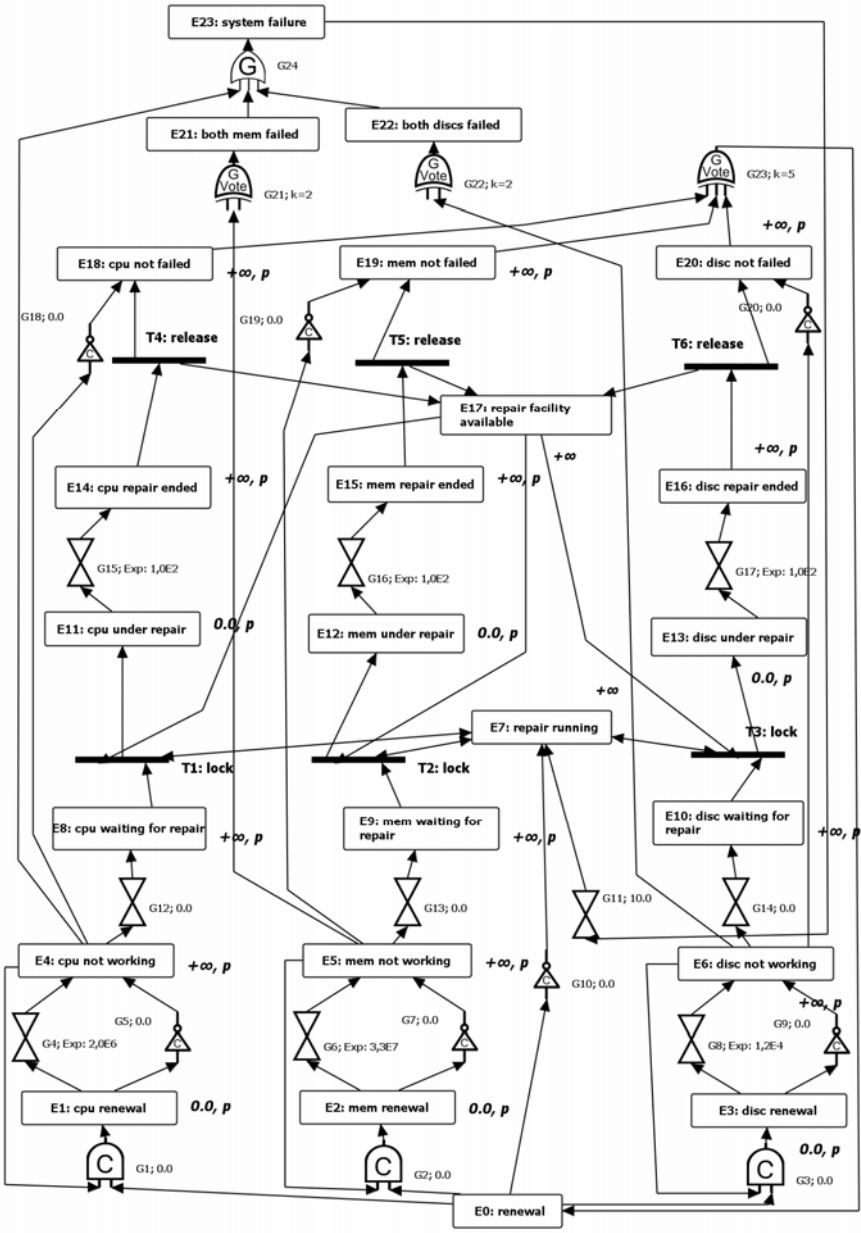 E23: system failure
G
G24
E21: both mem failed
E22: both discs failed
G
Vote
G21; k=2
G
Vote
G22; k=2
G
Vote
G23; k=5
+∞, p
E18: cpu not failed
+∞, p
E19: mem not failed
+∞, p
E20: disc not failed
G18; 0.0
C
G19; 0.0
C
G20; 0.0
C
T4: release
T5: release
T6: release
E17: repair facility
available
+∞
E14: cpu repair ended
+∞, p
E15: mem repair ended
+∞, p
+∞, p
E16: disc repair ended
G15; Exp: 1,0E2
G16; Exp: 1,0E2
G17; Exp: 1,0E2
E11: cpu under repair
0.0, p
E12: mem under repair
0.0, p
E13: disc under repair
0.0, p
+∞
E7: repair running
T1: lock
T2: lock
T3: lock
E8: cpu waiting for repair
+∞, p
E9: mem waiting for
repair
+∞, p
E10: disc waiting for
repair
+∞, p
G12; 0.0
G13; 0.0
G11; 10.0
G14; 0.0
E4: cpu not working
+∞, p
E5: mem not working
+∞, p
E6: disc not working
+∞, p
G10; 0.0
C
G4; Exp: 2,0E6
G5; 0.0
C
G6; Exp: 3,3E7
G7; 0.0
C
G8; Exp: 1,2E4
G9; 0.0
C
E1: cpu renewal
0.0, p
E2: mem renewal
0.0, p
E3: disc renewal
0.0, p
C
G1; 0.0
C
G2; 0.0
C
G3; 0.0
E0: renewal